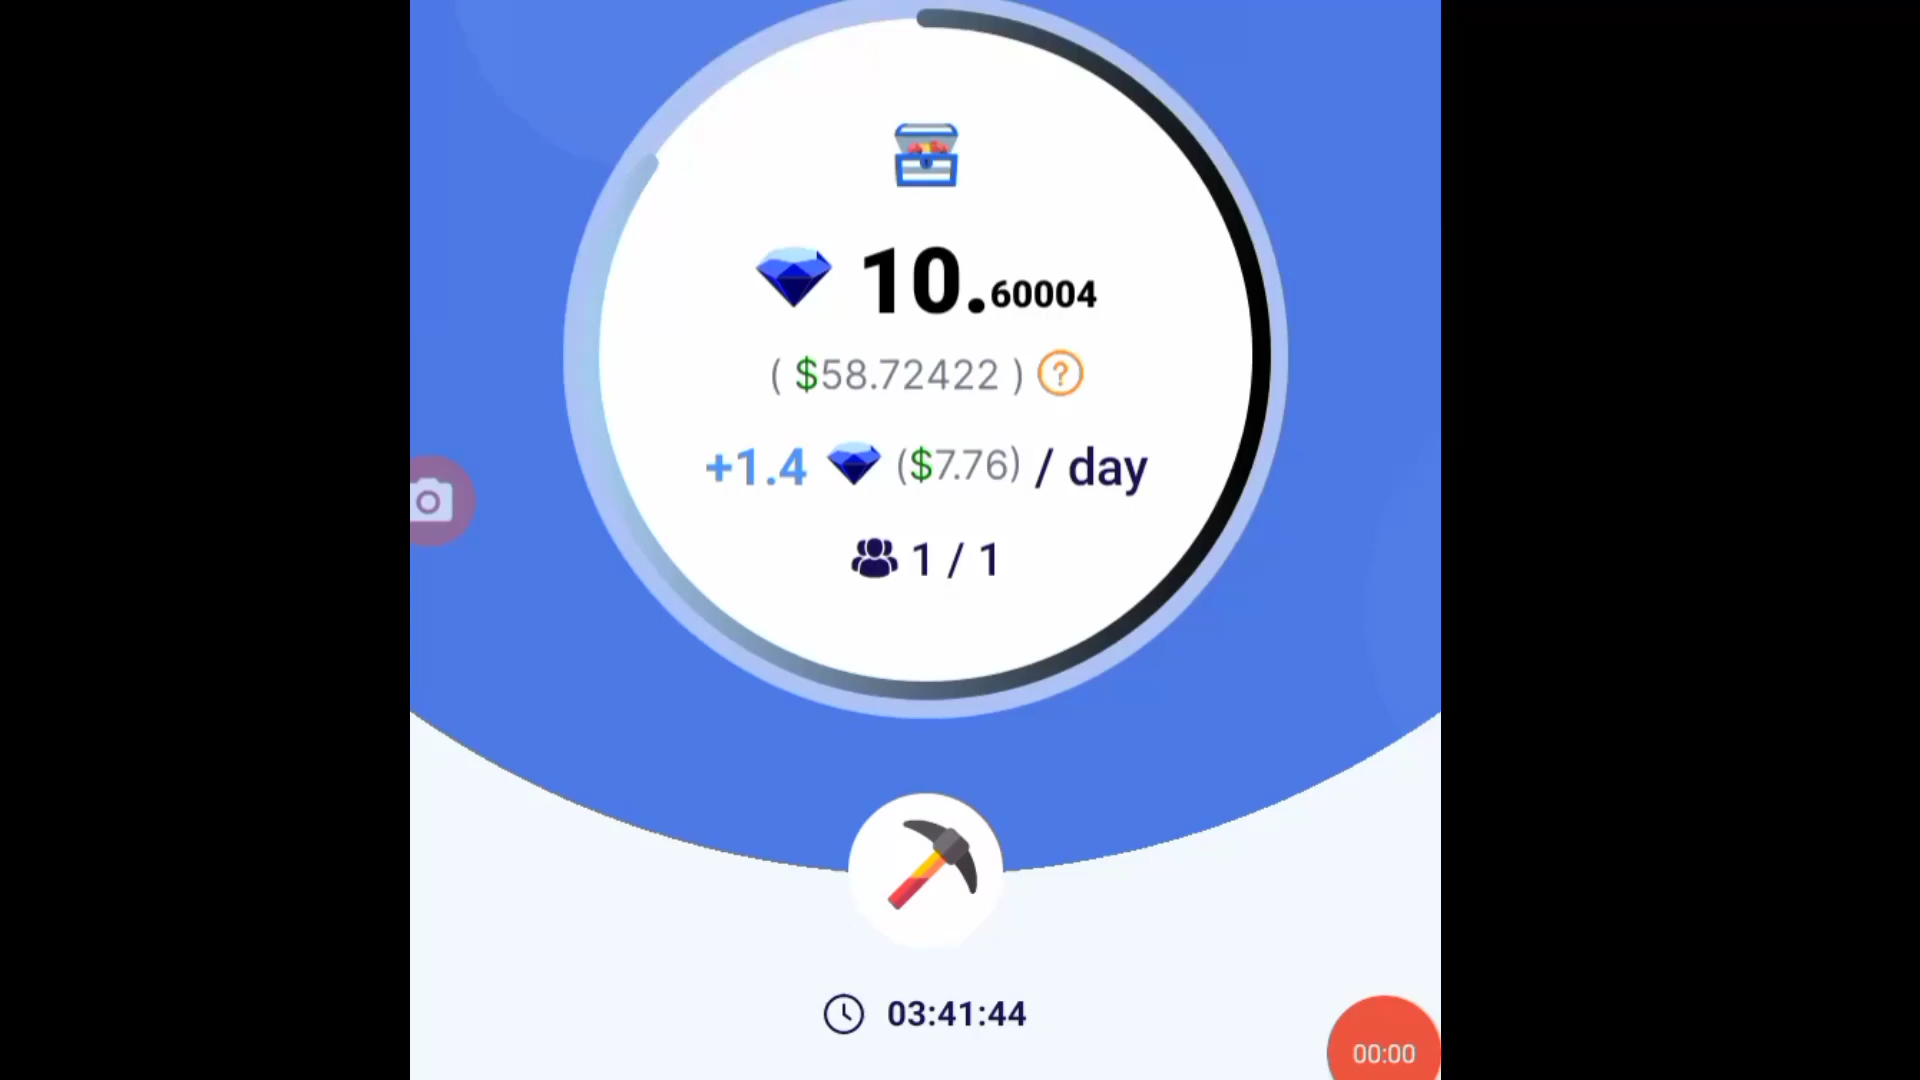 10.60004
( $58.72422 ) ?
+1.4 ($7.76) / day
1 / 1
03:41:44
00:00